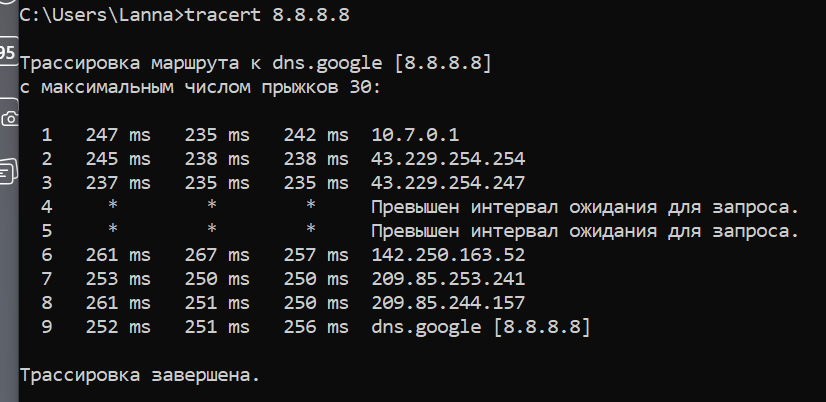 C:\Users\Lanna>tracert 8.8.8.8
Трассировка маршрута к dns.google [8.8.8.8]
с максимальным числом прыжков 30:
1 247 ms 235 ms 242 ms 10.7.0.1
2 245 ms 238 ms 238 ms 43.229.254.254
3 237 ms 235 ms 235 ms 43.229.254.247
4 * * * Превышен интервал ожидания для запроса.
5 * * * Превышен интервал ожидания для запроса.
6 261 ms 267 ms 257 ms 142.250.163.52
7 253 ms 250 ms 250 ms 209.85.253.241
8 261 ms 251 ms 250 ms 209.85.244.157
9 252 ms 251 ms 256 ms dns.google [8.8.8.8]
Трассировка завершена.